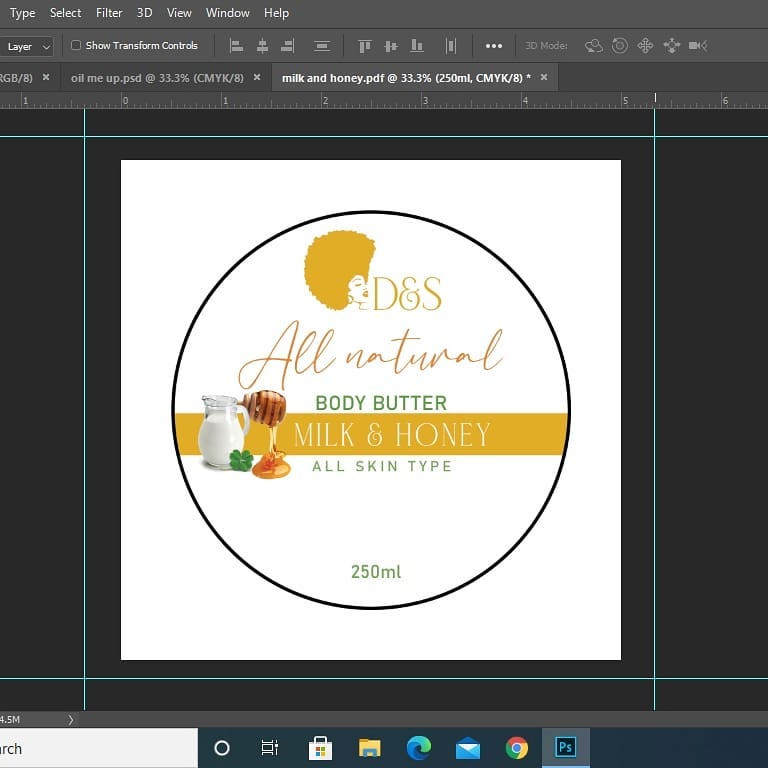 Type Select Filter 3D View Window Help
Layer Show Transform Controls 3D Mode:
RGB/8) × oil me up.psd @ 33.3% (CMYK/8) × milk and honey.pdf @ 33.3% (250ml, CMYK/8) * ×
1 0 1 2 3 4 5 6
D&S
All natural
BODY BUTTER
MILK & HONEY
ALL SKIN TYPE
250ml
4.5M
rch
Ps